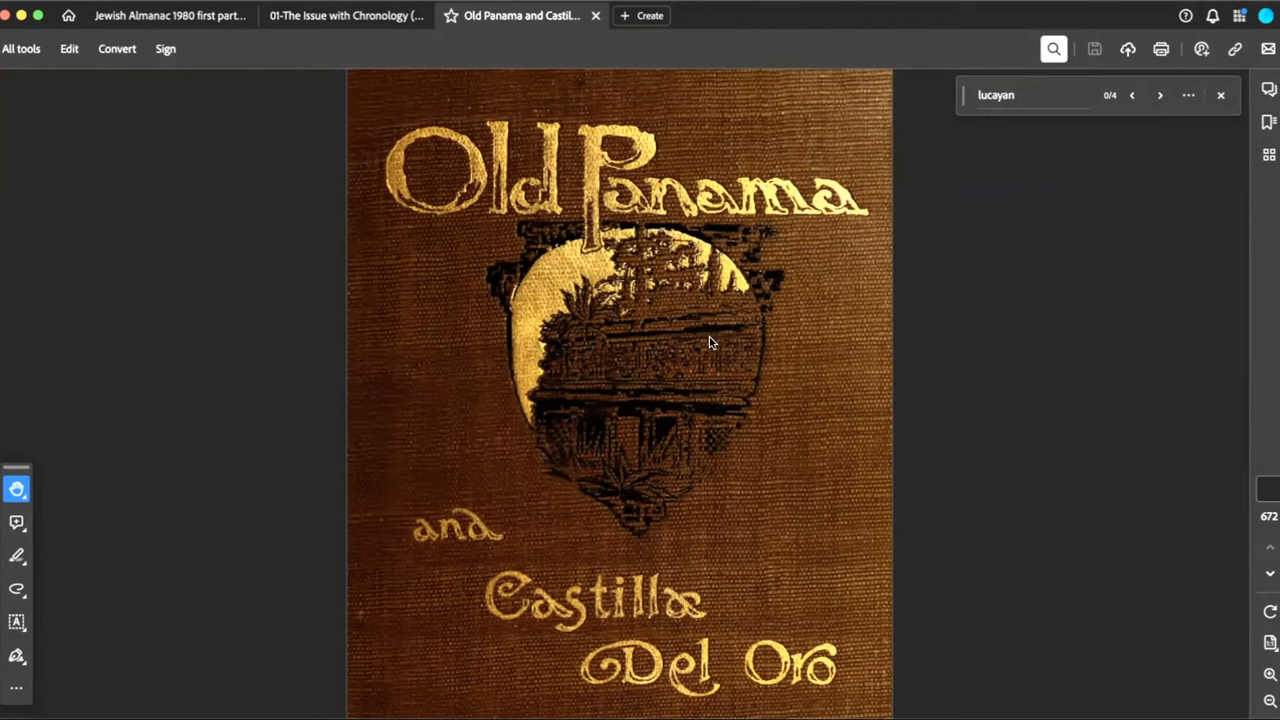 Jewish Almanac 1980 first part...
01-The Issue with Chronology (...
Old Panama and Castil...
Create
All tools
Edit
Convert
Sign
lucayan
0/4
Old Panama
and
Castilla
Del Oro
672